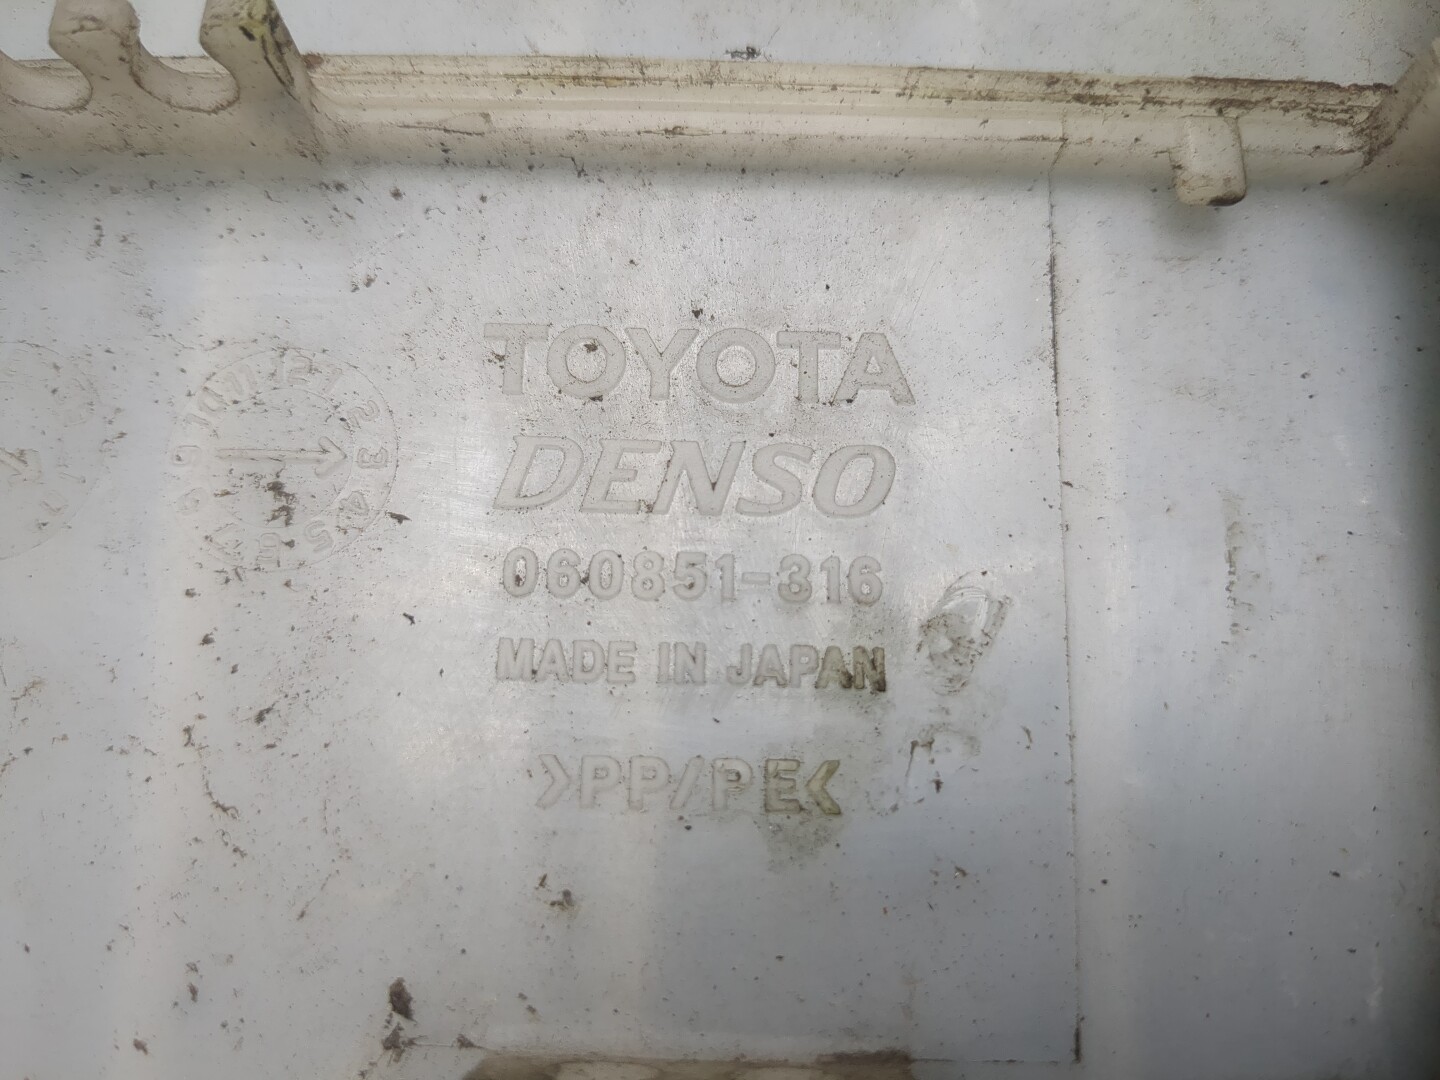 TOYOTA
DENSO
060851-316
MADE IN JAPAN
>PP/PE<